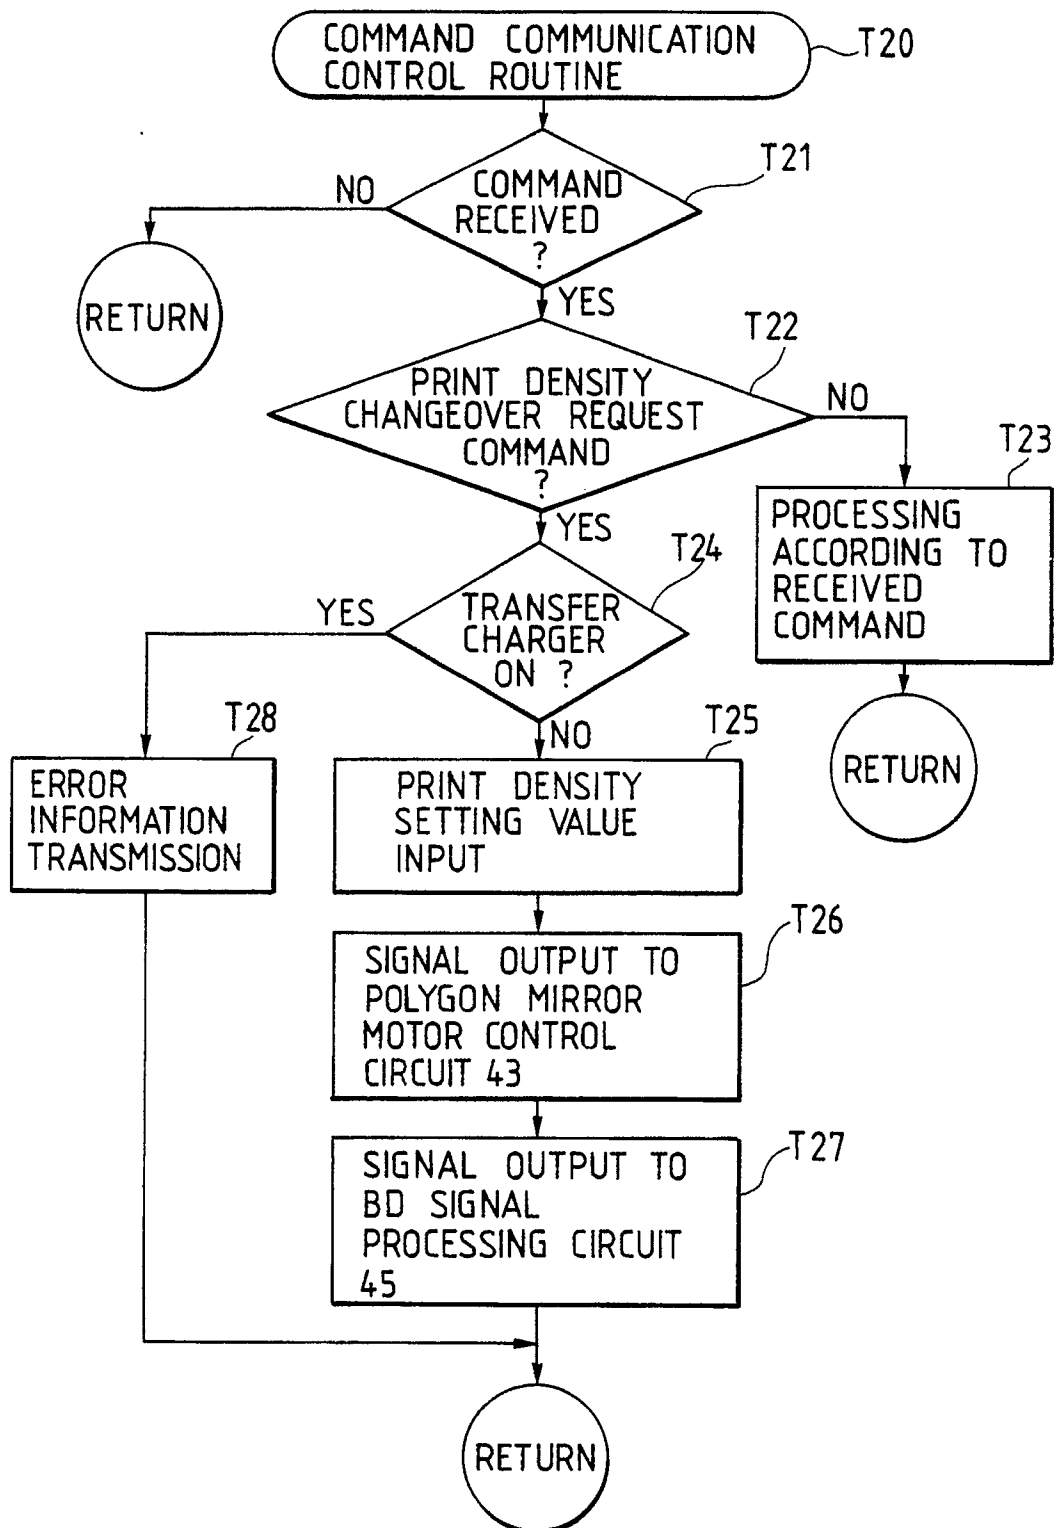 COMMAND COMMUNICATION
CONTROL ROUTINE
T20
T21
COMMAND
RECEIVED
?
NO
RETURN
YES
T22
PRINT DENSITY
CHANGEOVER REQUEST
COMMAND
?
NO
T23
PROCESSING
ACCORDING TO
RECEIVED
COMMAND
RETURN
YES
T24
TRANSFER
CHARGER
ON ?
YES
T28
ERROR
INFORMATION
TRANSMISSION
NO
T25
PRINT DENSITY
SETTING VALUE
INPUT
T26
SIGNAL OUTPUT TO
POLYGON MIRROR
MOTOR CONTROL
CIRCUIT 43
T27
SIGNAL OUTPUT TO
BD SIGNAL
PROCESSING CIRCUIT
45
RETURN